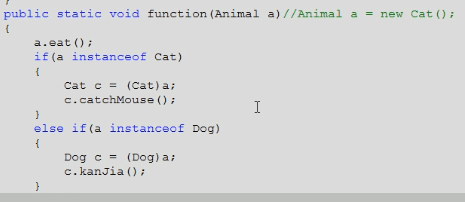 }
public static void function(Animal a)//Animal a = new Cat();
{
a.eat();
if(a instanceof Cat)
{
Cat c = (Cat)a;
c.catchMouse();
}
else if(a instanceof Dog)
{
Dog c = (Dog)a;
c.kanJia();
}